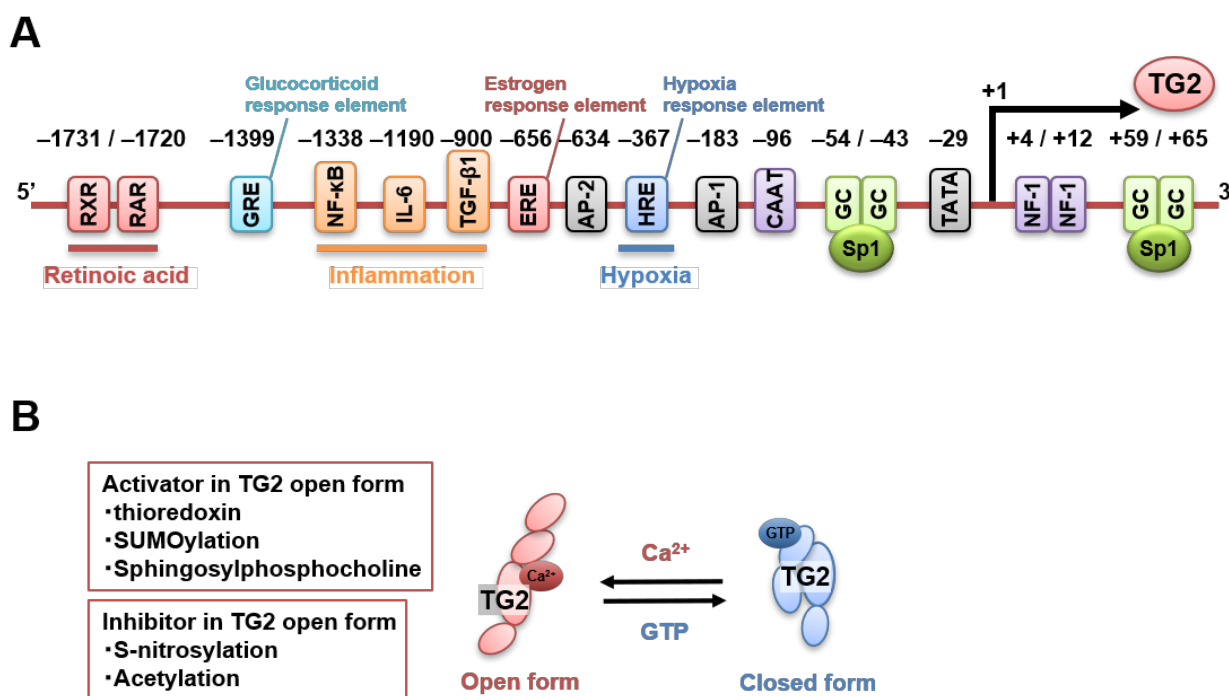 A
TG2
+1
Glucocorticoid
response element
Estrogen
response element
Hypoxia
response element
–1731 / –1720
–1399
–1338
–1190
–900
–656
–634
–367
–183
–96
–54 / –43
–29
+4 / +12
+59 / +65
5’
RXR
RAR
GRE
NF-κB
IL-6
TGF-β1
ERE
AP-2
HRE
AP-1
CAAT
GC
GC
TATA
NF-1
NF-1
GC
GC
3
Sp1
Sp1
Retinoic acid
Inflammation
Hypoxia
B
Activator in TG2 open form
・thioredoxin
・SUMOylation
・Sphingosylphosphocholine
Inhibitor in TG2 open form
・S-nitrosylation
・Acetylation
Ca²⁺
TG2
Open form
Ca²⁺
GTP
GTP
TG2
Closed form